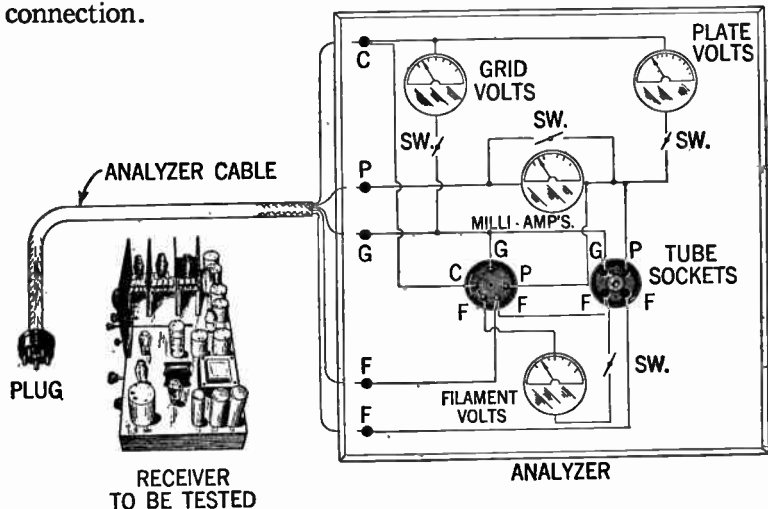 connection.
C
GRID
VOLTS
PLATE
VOLTS
SW.
SW.
SW.
ANALYZER CABLE
P
MILLI-AMP'S.
G
G
C
P
F
F
G
P
F
F
TUBE
SOCKETS
SW.
PLUG
F
FILAMENT
VOLTS
F
ANALYZER
RECEIVER
TO BE TESTED